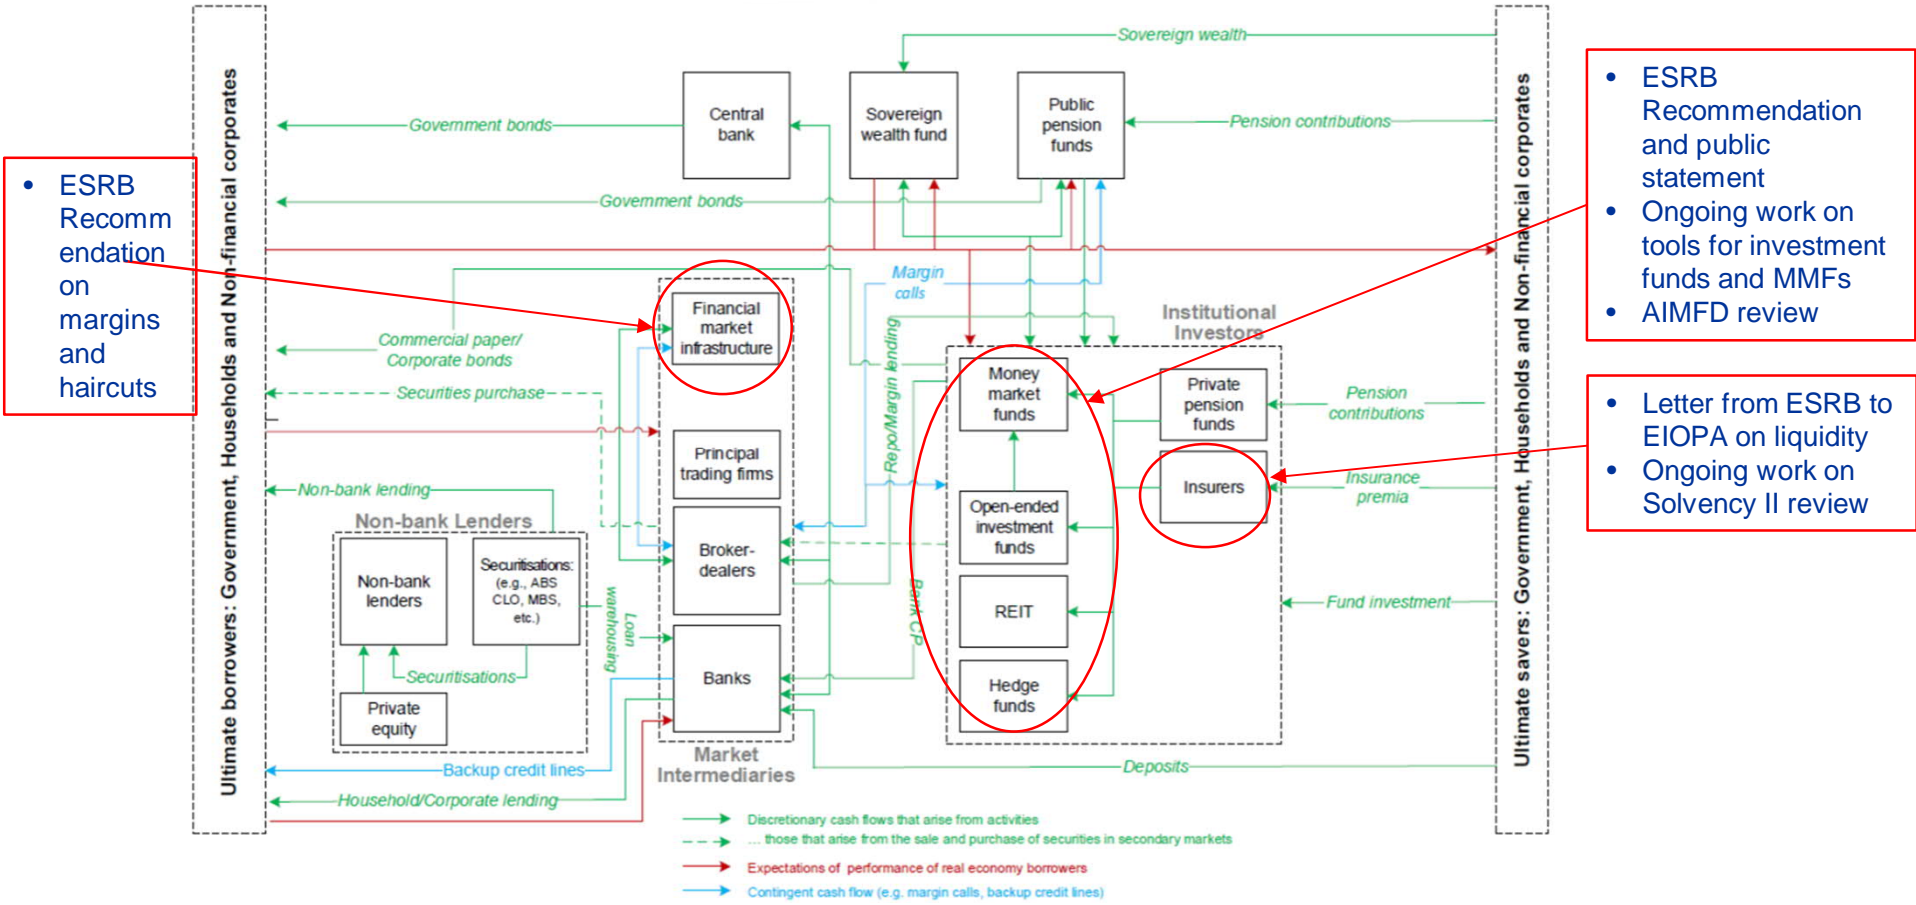 Ultimate borrowers: Government, Households and Non-financial corporates
• ESRB
Recomm
endation
on
margins
and
haircuts
Sovereign wealth
Central
bank
Sovereign
wealth fund
Public
pension
funds
Government bonds
Pension contributions
Government bonds
Margin
calls
Commercial paper/
Corporate bonds
Securities purchase
Non-bank lending
Non-bank Lenders
Non-bank
lenders
Securitisations:
(e.g., ABS
CLO, MBS,
etc.)
Securitisations
Private
equity
Loan
warehousing
Backup credit lines
Household/Corporate lending
Financial
market
infrastructure
Principal
trading firms
Broker-
dealers
Banks
Market
Intermediaries
Repo/Margin lending
Bank CP
Institutional
Investors
Money
market
funds
Open-ended
investment
funds
REIT
Hedge
funds
Private
pension
funds
Insurers
Pension
contributions
Insurance
premia
Fund investment
Deposits
Ultimate savers: Government, Households and Non-financial corporates
• ESRB
Recommendation
and public
statement
• Ongoing work on
tools for investment
funds and MMFs
• AIMFD review
• Letter from ESRB to
EIOPA on liquidity
• Ongoing work on
Solvency II review
Discretionary cash flows that arise from activities
... those that arise from the sale and purchase of securities in secondary markets
Expectations of performance of real economy borrowers
Contingent cash flow (e.g. margin calls, backup credit lines)